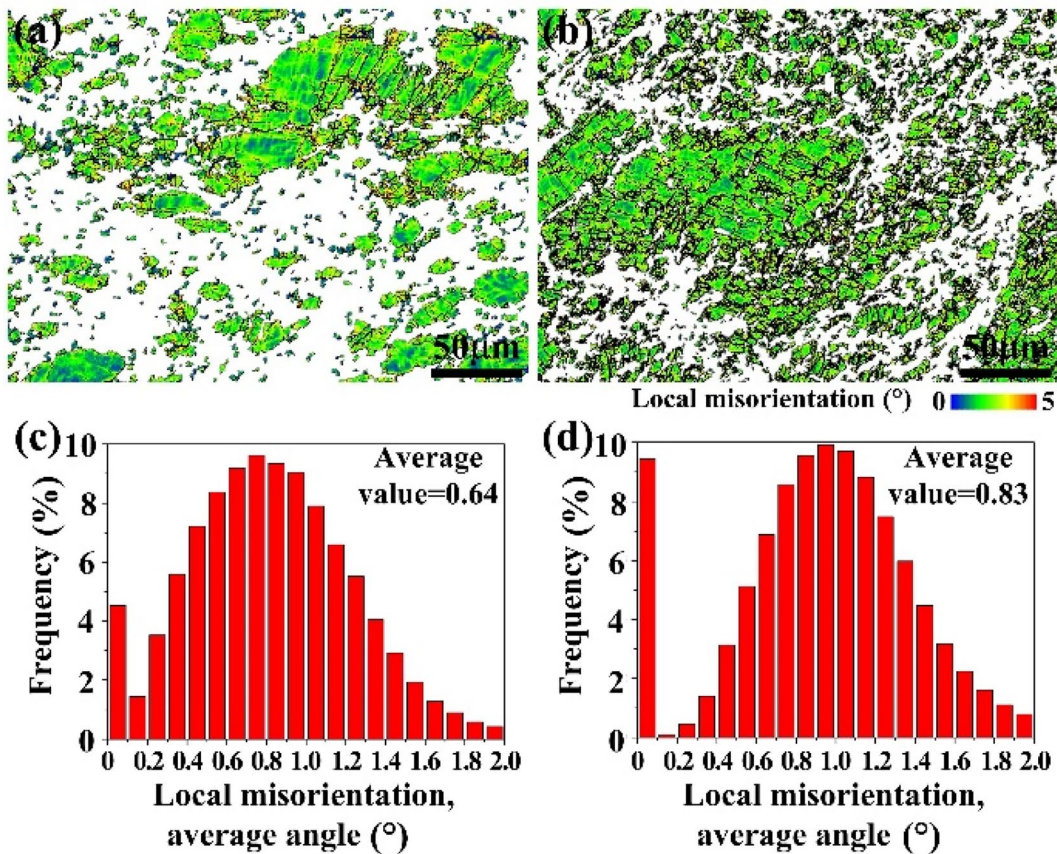 (a)
50μm
(b)
50μm
Local misorientation (°) 0 5
(c)
Average
value=0.64
Frequency (%)
10
8
6
4
2
0
0 0.2 0.4 0.6 0.8 1.0 1.2 1.4 1.6 1.8 2.0
Local misorientation,
average angle (°)
(d)
Average
value=0.83
Frequency (%)
10
8
6
4
2
0
0 0.2 0.4 0.6 0.8 1.0 1.2 1.4 1.6 1.8 2.0
Local misorientation,
average angle (°)